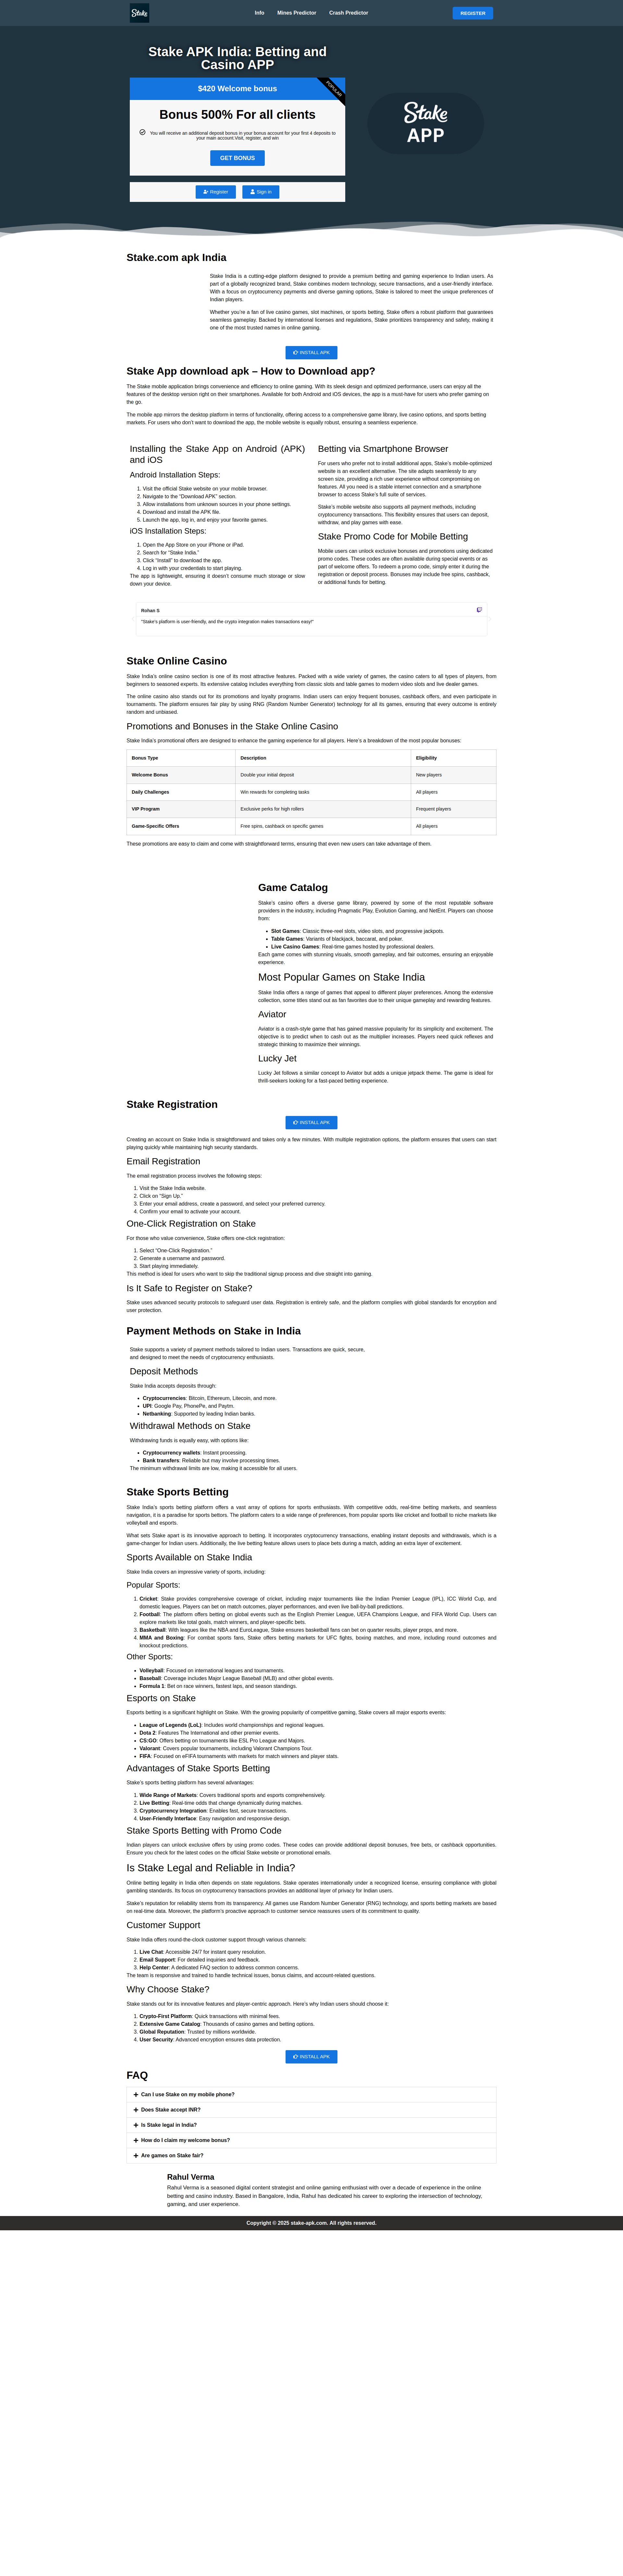 Stake
Info
Mines Predictor
Crash Predictor
REGISTER
Stake APK India: Betting and
Casino APP
$420 Welcome bonus
POPULAR
Bonus 500% For all clients
You will receive an additional deposit bonus in your bonus account for your first 4 deposits to
your main account.Visit, register, and win
GET BONUS
Register
Sign in
Stake
APP
Stake.com apk India
Stake India is a cutting-edge platform designed to provide a premium betting and gaming experience to Indian users. As
part of a globally recognized brand, Stake combines modern technology, secure transactions, and a user-friendly interface.
With a focus on cryptocurrency payments and diverse gaming options, Stake is tailored to meet the unique preferences of
Indian players.
Whether you're a fan of live casino games, slot machines, or sports betting, Stake offers a robust platform that guarantees
seamless gameplay. Backed by international licenses and regulations, Stake prioritizes transparency and safety, making it
one of the most trusted names in online gaming.
INSTALL APK
Stake App download apk – How to Download app?
The Stake mobile application brings convenience and efficiency to online gaming. With its sleek design and optimized performance, users can enjoy all the
features of the desktop version right on their smartphones. Available for both Android and iOS devices, the app is a must-have for users who prefer gaming on
the go.
The mobile app mirrors the desktop platform in terms of functionality, offering access to a comprehensive game library, live casino options, and sports betting
markets. For users who don't want to download the app, the mobile website is equally robust, ensuring a seamless experience.
Installing the Stake App on Android (APK)
and iOS
Android Installation Steps:
1. Visit the official Stake website on your mobile browser.
2. Navigate to the "Download APK" section.
3. Allow installations from unknown sources in your phone settings.
4. Download and install the APK file.
5. Launch the app, log in, and enjoy your favorite games.
iOS Installation Steps:
1. Open the App Store on your iPhone or iPad.
2. Search for "Stake India."
3. Click "Install" to download the app.
4. Log in with your credentials to start playing.
The app is lightweight, ensuring it doesn't consume much storage or slow
down your device.
Betting via Smartphone Browser
For users who prefer not to install additional apps, Stake's mobile-optimized
website is an excellent alternative. The site adapts seamlessly to any
screen size, providing a rich user experience without compromising on
features. All you need is a stable internet connection and a smartphone
browser to access Stake's full suite of services.
Stake's mobile website also supports all payment methods, including
cryptocurrency transactions. This flexibility ensures that users can deposit,
withdraw, and play games with ease.
Stake Promo Code for Mobile Betting
Mobile users can unlock exclusive bonuses and promotions using dedicated
promo codes. These codes are often available during special events or as
part of welcome offers. To redeem a promo code, simply enter it during the
registration or deposit process. Bonuses may include free spins, cashback,
or additional funds for betting.
Rohan S
"Stake's platform is user-friendly, and the crypto integration makes transactions easy!"
Stake Online Casino
Stake India's online casino section is one of its most attractive features. Packed with a wide variety of games, the casino caters to all types of players, from
beginners to seasoned experts. Its extensive catalog includes everything from classic slots and table games to modern video slots and live dealer games.
The online casino also stands out for its promotions and loyalty programs. Indian users can enjoy frequent bonuses, cashback offers, and even participate in
tournaments. The platform ensures fair play by using RNG (Random Number Generator) technology for all its games, ensuring that every outcome is entirely
random and unbiased.
Promotions and Bonuses in the Stake Online Casino
Stake India's promotional offers are designed to enhance the gaming experience for all players. Here's a breakdown of the most popular bonuses:
Bonus Type Description Eligibility
Welcome Bonus Double your initial deposit New players
Daily Challenges Win rewards for completing tasks All players
VIP Program Exclusive perks for high rollers Frequent players
Game-Specific Offers Free spins, cashback on specific games All players
These promotions are easy to claim and come with straightforward terms, ensuring that even new users can take advantage of them.
Game Catalog
Stake's casino offers a diverse game library, powered by some of the most reputable software
providers in the industry, including Pragmatic Play, Evolution Gaming, and NetEnt. Players can choose
from:
Slot Games: Classic three-reel slots, video slots, and progressive jackpots.
Table Games: Variants of blackjack, baccarat, and poker.
Live Casino Games: Real-time games hosted by professional dealers.
Each game comes with stunning visuals, smooth gameplay, and fair outcomes, ensuring an enjoyable
experience.
Most Popular Games on Stake India
Stake India offers a range of games that appeal to different player preferences. Among the extensive
collection, some titles stand out as fan favorites due to their unique gameplay and rewarding features.
Aviator
Aviator is a crash-style game that has gained massive popularity for its simplicity and excitement. The
objective is to predict when to cash out as the multiplier increases. Players need quick reflexes and
strategic thinking to maximize their winnings.
Lucky Jet
Lucky Jet follows a similar concept to Aviator but adds a unique jetpack theme. The game is ideal for
thrill-seekers looking for a fast-paced betting experience.
Stake Registration
INSTALL APK
Creating an account on Stake India is straightforward and takes only a few minutes. With multiple registration options, the platform ensures that users can start
playing quickly while maintaining high security standards.
Email Registration
The email registration process involves the following steps:
1. Visit the Stake India website.
2. Click on "Sign Up."
3. Enter your email address, create a password, and select your preferred currency.
4. Confirm your email to activate your account.
One-Click Registration on Stake
For those who value convenience, Stake offers one-click registration:
1. Select "One-Click Registration."
2. Generate a username and password.
3. Start playing immediately.
This method is ideal for users who want to skip the traditional signup process and dive straight into gaming.
Is It Safe to Register on Stake?
Stake uses advanced security protocols to safeguard user data. Registration is entirely safe, and the platform complies with global standards for encryption and
user protection.
Payment Methods on Stake in India
Stake supports a variety of payment methods tailored to Indian users. Transactions are quick, secure,
and designed to meet the needs of cryptocurrency enthusiasts.
Deposit Methods
Stake India accepts deposits through:
Cryptocurrencies: Bitcoin, Ethereum, Litecoin, and more.
UPI: Google Pay, PhonePe, and Paytm.
Netbanking: Supported by leading Indian banks.
Withdrawal Methods on Stake
Withdrawing funds is equally easy, with options like:
Cryptocurrency wallets: Instant processing.
Bank transfers: Reliable but may involve processing times.
The minimum withdrawal limits are low, making it accessible for all users.
Stake Sports Betting
Stake India's sports betting platform offers a vast array of options for sports enthusiasts. With competitive odds, real-time betting markets, and seamless
navigation, it is a paradise for sports bettors. The platform caters to a wide range of preferences, from popular sports like cricket and football to niche markets like
volleyball and esports.
What sets Stake apart is its innovative approach to betting. It incorporates cryptocurrency transactions, enabling instant deposits and withdrawals, which is a
game-changer for Indian users. Additionally, the live betting feature allows users to place bets during a match, adding an extra layer of excitement.
Sports Available on Stake India
Stake India covers an impressive variety of sports, including:
Popular Sports:
1. Cricket: Stake provides comprehensive coverage of cricket, including major tournaments like the Indian Premier League (IPL), ICC World Cup, and
domestic leagues. Players can bet on match outcomes, player performances, and even live ball-by-ball predictions.
2. Football: The platform offers betting on global events such as the English Premier League, UEFA Champions League, and FIFA World Cup. Users can
explore markets like total goals, match winners, and player-specific bets.
3. Basketball: With leagues like the NBA and EuroLeague, Stake ensures basketball fans can bet on quarter results, player props, and more.
4. MMA and Boxing: For combat sports fans, Stake offers betting markets for UFC fights, boxing matches, and more, including round outcomes and
knockout predictions.
Other Sports:
Volleyball: Focused on international leagues and tournaments.
Baseball: Coverage includes Major League Baseball (MLB) and other global events.
Formula 1: Bet on race winners, fastest laps, and season standings.
Esports on Stake
Esports betting is a significant highlight on Stake. With the growing popularity of competitive gaming, Stake covers all major esports events:
League of Legends (LoL): Includes world championships and regional leagues.
Dota 2: Features The International and other premier events.
CS:GO: Offers betting on tournaments like ESL Pro League and Majors.
Valorant: Covers popular tournaments, including Valorant Champions Tour.
FIFA: Focused on eFIFA tournaments with markets for match winners and player stats.
Advantages of Stake Sports Betting
Stake's sports betting platform has several advantages:
1. Wide Range of Markets: Covers traditional sports and esports comprehensively.
2. Live Betting: Real-time odds that change dynamically during matches.
3. Cryptocurrency Integration: Enables fast, secure transactions.
4. User-Friendly Interface: Easy navigation and responsive design.
Stake Sports Betting with Promo Code
Indian players can unlock exclusive offers by using promo codes. These codes can provide additional deposit bonuses, free bets, or cashback opportunities.
Ensure you check for the latest codes on the official Stake website or promotional emails.
Is Stake Legal and Reliable in India?
Online betting legality in India often depends on state regulations. Stake operates internationally under a recognized license, ensuring compliance with global
gambling standards. Its focus on cryptocurrency transactions provides an additional layer of privacy for Indian users.
Stake's reputation for reliability stems from its transparency. All games use Random Number Generator (RNG) technology, and sports betting markets are based
on real-time data. Moreover, the platform's proactive approach to customer service reassures users of its commitment to quality.
Customer Support
Stake India offers round-the-clock customer support through various channels:
1. Live Chat: Accessible 24/7 for instant query resolution.
2. Email Support: For detailed inquiries and feedback.
3. Help Center: A dedicated FAQ section to address common concerns.
The team is responsive and trained to handle technical issues, bonus claims, and account-related questions.
Why Choose Stake?
Stake stands out for its innovative features and player-centric approach. Here's why Indian users should choose it:
1. Crypto-First Platform: Quick transactions with minimal fees.
2. Extensive Game Catalog: Thousands of casino games and betting options.
3. Global Reputation: Trusted by millions worldwide.
4. User Security: Advanced encryption ensures data protection.
INSTALL APK
FAQ
Can I use Stake on my mobile phone?
Does Stake accept INR?
Is Stake legal in India?
How do I claim my welcome bonus?
Are games on Stake fair?
Rahul Verma
Rahul Verma is a seasoned digital content strategist and online gaming enthusiast with over a decade of experience in the online
betting and casino industry. Based in Bangalore, India, Rahul has dedicated his career to exploring the intersection of technology,
gaming, and user experience.
Copyright © 2025 stake-apk.com. All rights reserved.